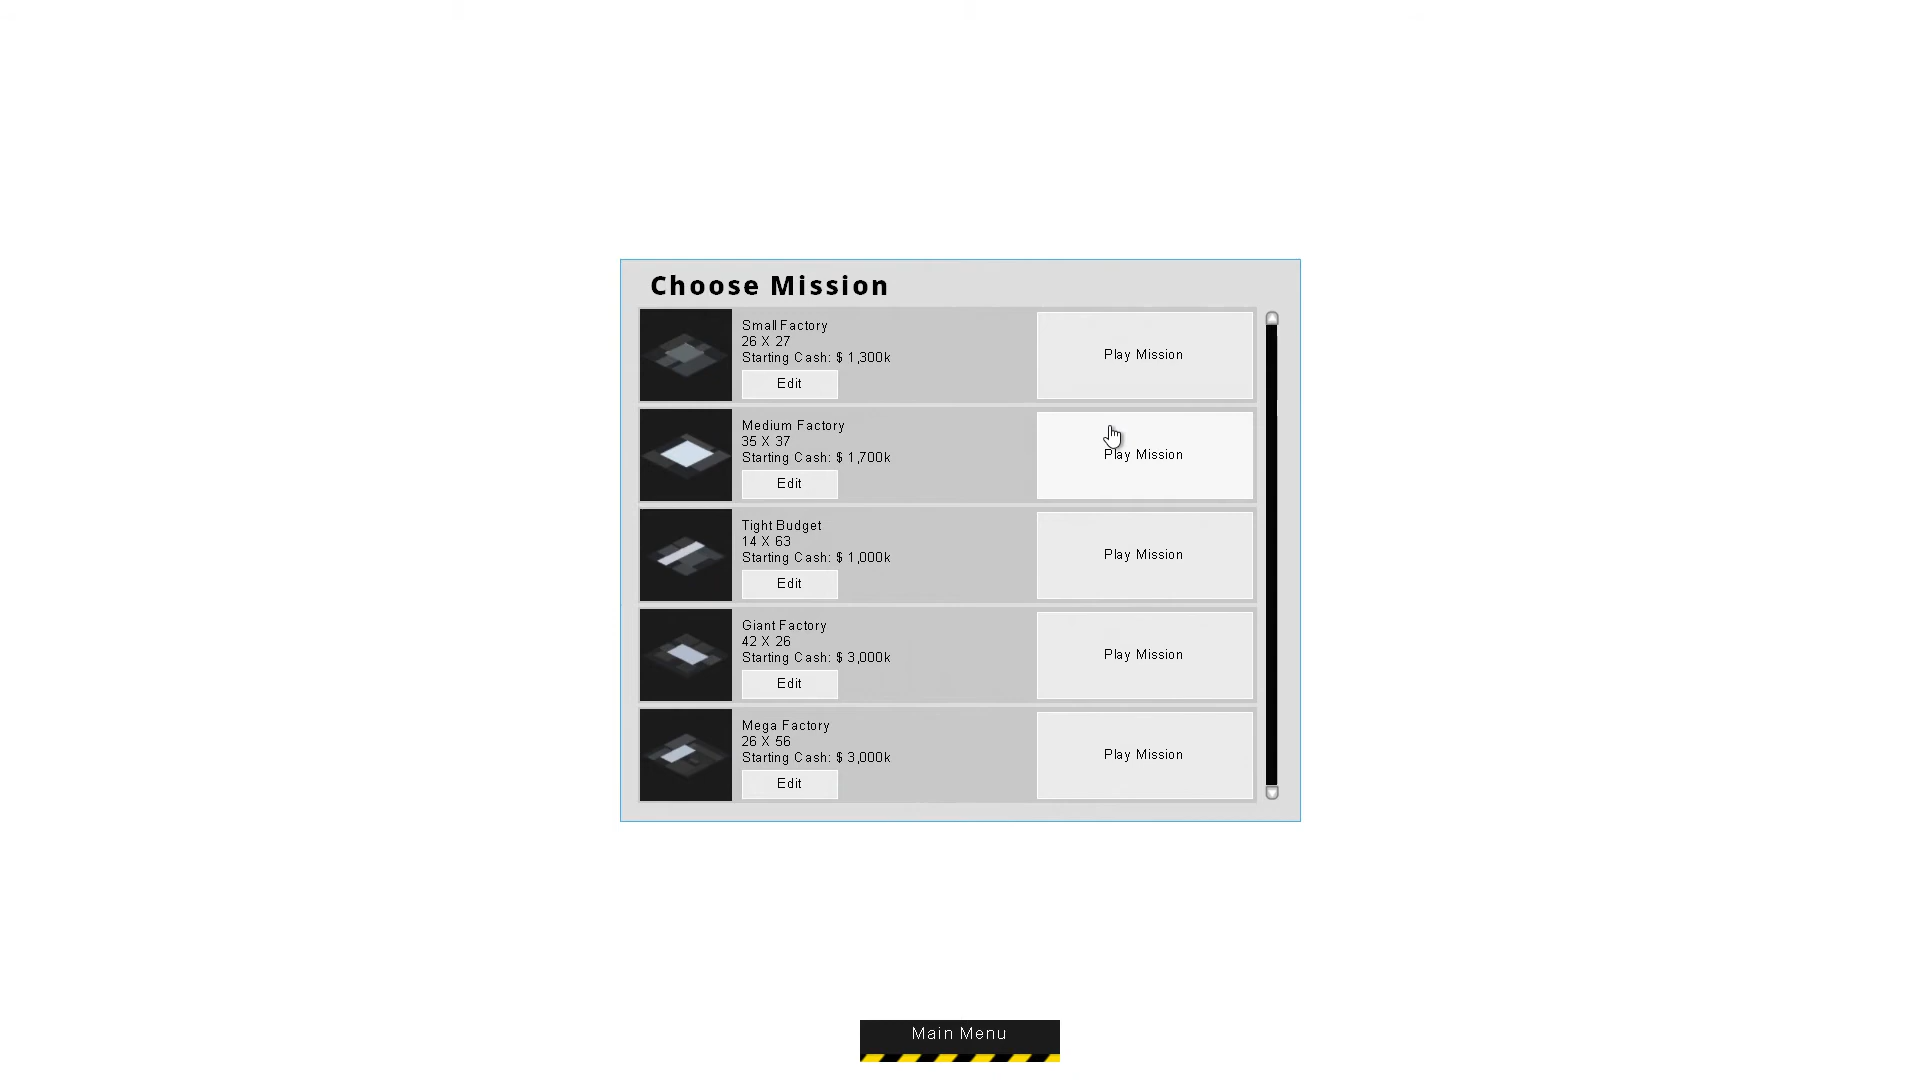 Choose Mission
Small Factory
26 X 27
Starting Cash: $ 1,300k
Edit
Play Mission
Medium Factory
35 X 37
Starting Cash: $ 1,700k
Edit
Play Mission
Tight Budget
14 X 63
Starting Cash: $ 1,000k
Edit
Play Mission
Giant Factory
42 X 26
Starting Cash: $ 3,000k
Edit
Play Mission
Mega Factory
26 X 56
Starting Cash: $ 3,000k
Edit
Play Mission
Main Menu